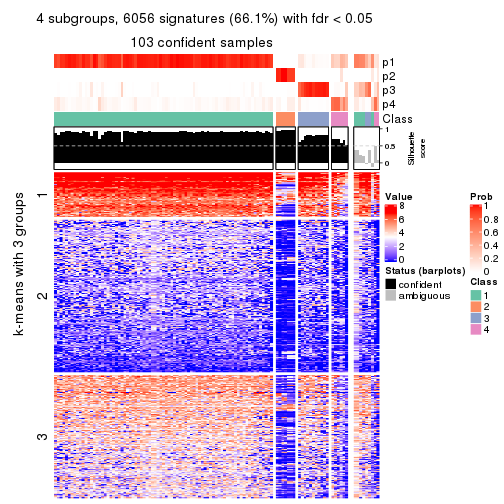 4 subgroups, 6056 signatures (66.1%) with fdr < 0.05
103 confident samples
p1
p2
p3
p4
Class
1
0.5
0
Silhouette
score
k-means with 3 groups
1
2
3
Value
8
6
4
2
0
Status (barplots)
confident
ambiguous
Prob
1
0.8
0.6
0.4
0.2
0
Class
1
2
3
4